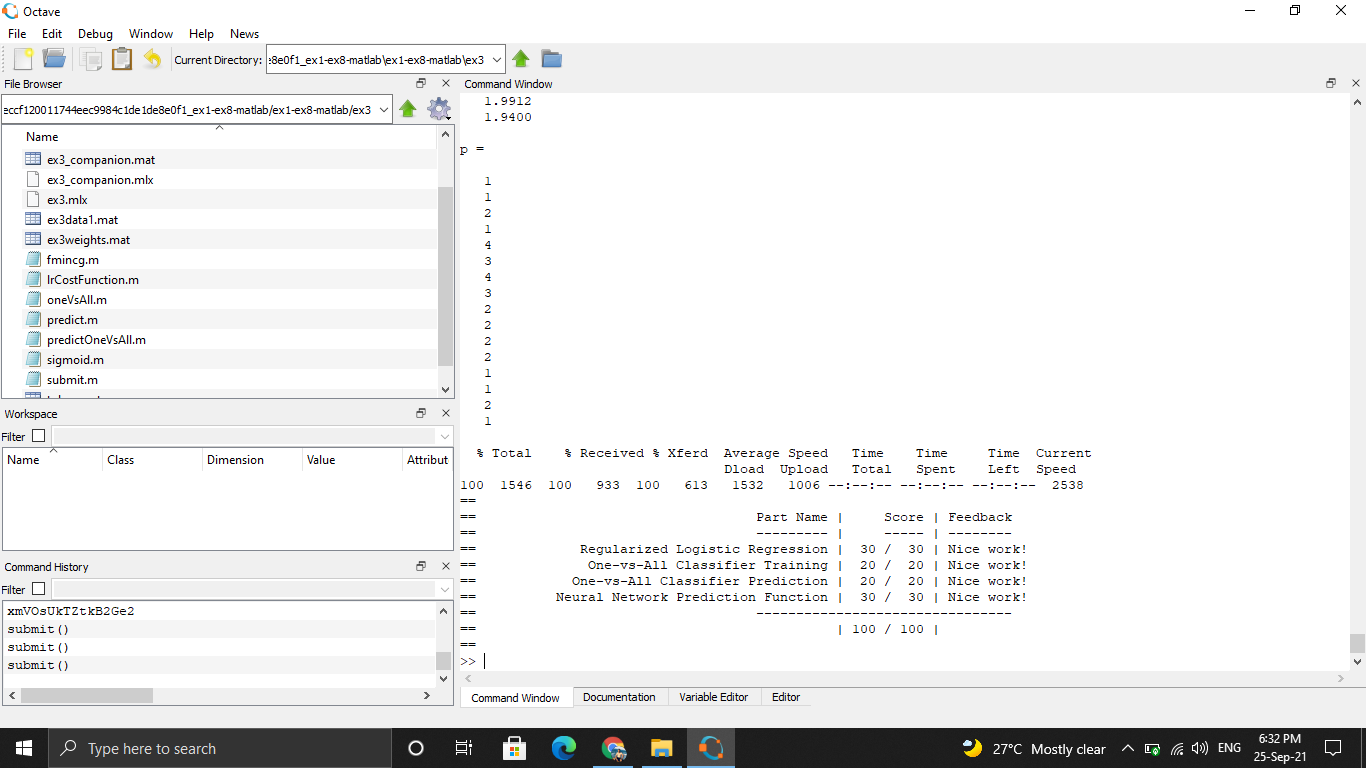 Octave
File Edit Debug Window Help News
Current Directory: :8e0f1_ex1-ex8-matlab\ex1-ex8-matlab\ex3
File Browser
eccf120011744eec9984c1de1de8e0f1_ex1-ex8-matlab/ex1-ex8-matlab/ex3
Name
ex3_companion.mat
ex3_companion.mlx
ex3.mlx
ex3data1.mat
ex3weights.mat
fmincg.m
lrCostFunction.m
oneVsAll.m
predict.m
predictOneVsAll.m
sigmoid.m
submit.m
Workspace
Filter
Name Class Dimension Value Attribut
Command History
Filter
xmVOsUkTZtkB2Ge2
submit()
submit()
submit()
Command Window
1.9912
1.9400
p =
1
1
2
1
4
3
4
3
2
2
2
2
1
1
2
1
% Total % Received % Xferd Average Speed Time Time Time Current
Dload Upload Total Spent Left Speed
100 1546 100 933 100 613 1532 1006 --:--:-- --:--:-- --:--:-- 2538
==
== Part Name | Score | Feedback
== --------- | ----- | --------
== Regularized Logistic Regression | 30 / 30 | Nice work!
== One-vs-All Classifier Training | 20 / 20 | Nice work!
== One-vs-All Classifier Prediction | 20 / 20 | Nice work!
== Neural Network Prediction Function | 30 / 30 | Nice work!
== --------------------------------
== | 100 / 100 |
==
>>
Command Window Documentation Variable Editor Editor
Type here to search
27°C Mostly clear
ENG
6:32 PM
25-Sep-21